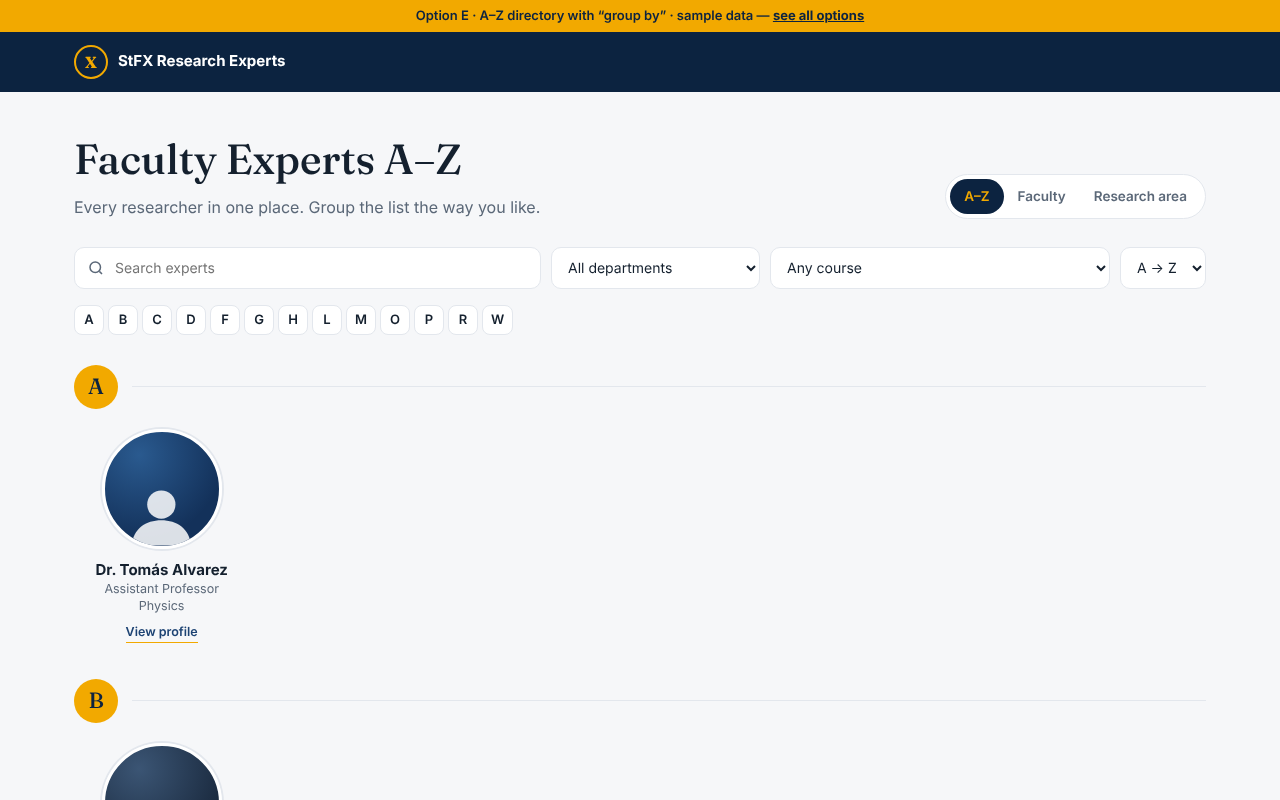 Option E · A–Z directory with “group by” · sample data — see all options
X StFX Research Experts
Faculty Experts A–Z
Every researcher in one place. Group the list the way you like.
A–Z Faculty Research area
Search experts All departments Any course A → Z
A B C D F G H L M O P R W
A
Dr. Tomás Alvarez
Assistant Professor
Physics
View profile
B